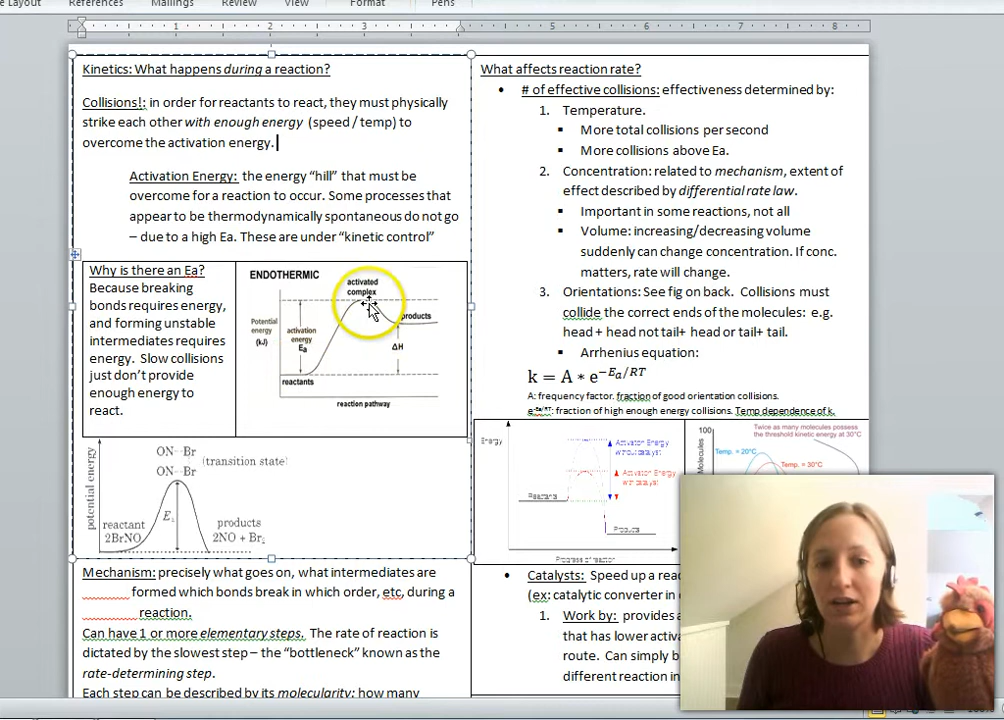 e Layout References Mailings Review View Format Pens
1 2 3 5 6 7 8
Kinetics: What happens during a reaction?
Collisions!: in order for reactants to react, they must physically
strike each other with enough energy (speed / temp) to
overcome the activation energy.
Activation Energy: the energy “hill” that must be
overcome for a reaction to occur. Some processes that
appear to be thermodynamically spontaneous do not go
– due to a high Ea. These are under “kinetic control”
Why is there an Ea?
Because breaking
bonds requires energy,
and forming unstable
intermediates requires
energy. Slow collisions
just don’t provide
enough energy to
react.
ENDOTHERMIC
activated
complex
products
Potential
energy
(kJ)
activation
energy
Ea
ΔH
reactants
reaction pathway
potential energy
ON--Br
ON--Br
(transition state)
E
reactant
2BrNO
products
2NO + Br2
Mechanism: precisely what goes on, what intermediates are
formed which bonds break in which order, etc, during a
reaction.
Can have 1 or more elementary steps. The rate of reaction is
dictated by the slowest step – the “bottleneck” known as the
rate-determining step.
Each step can be described by its molecularity: how many
What affects reaction rate?
• # of effective collisions: effectiveness determined by:
1. Temperature.
▪ More total collisions per second
▪ More collisions above Ea.
2. Concentration: related to mechanism, extent of
effect described by differential rate law.
▪ Important in some reactions, not all
▪ Volume: increasing/decreasing volume
suddenly can change concentration. If conc.
matters, rate will change.
3. Orientations: See fig on back. Collisions must
collide the correct ends of the molecules: e.g.
head + head not tail+ head or tail+ tail.
▪ Arrhenius equation:
k = A * e^-Ea/RT
A: frequency factor. fraction of good orientation collisions.
e^-Ea/RT: fraction of high enough energy collisions. Temp dependence of k.
Energy
Activation Energy
without catalyst
Activation Energy
with catalyst
Reactants
Products
Progress of reaction
100
Molecules
Twice as many molecules possess
the threshold kinetic energy at 30°C
Temp. = 20°C
Temp. = 30°C
• Catalysts: Speed up a reac
(ex: catalytic converter in
1. Work by: provides a
that has lower activ
route. Can simply b
different reaction in